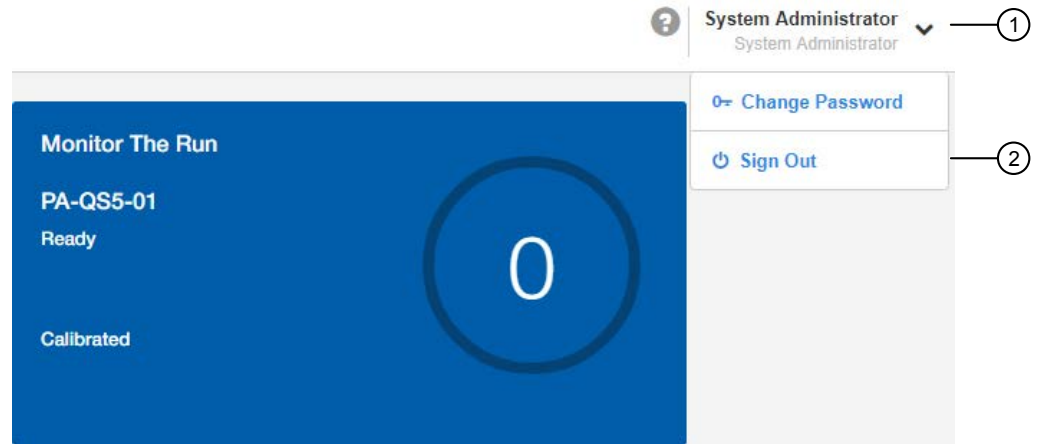 ?
System Administrator
1
System Administrator
Change Password
Sign Out
2
Monitor The Run
PA-QS5-01
Ready
0
Calibrated